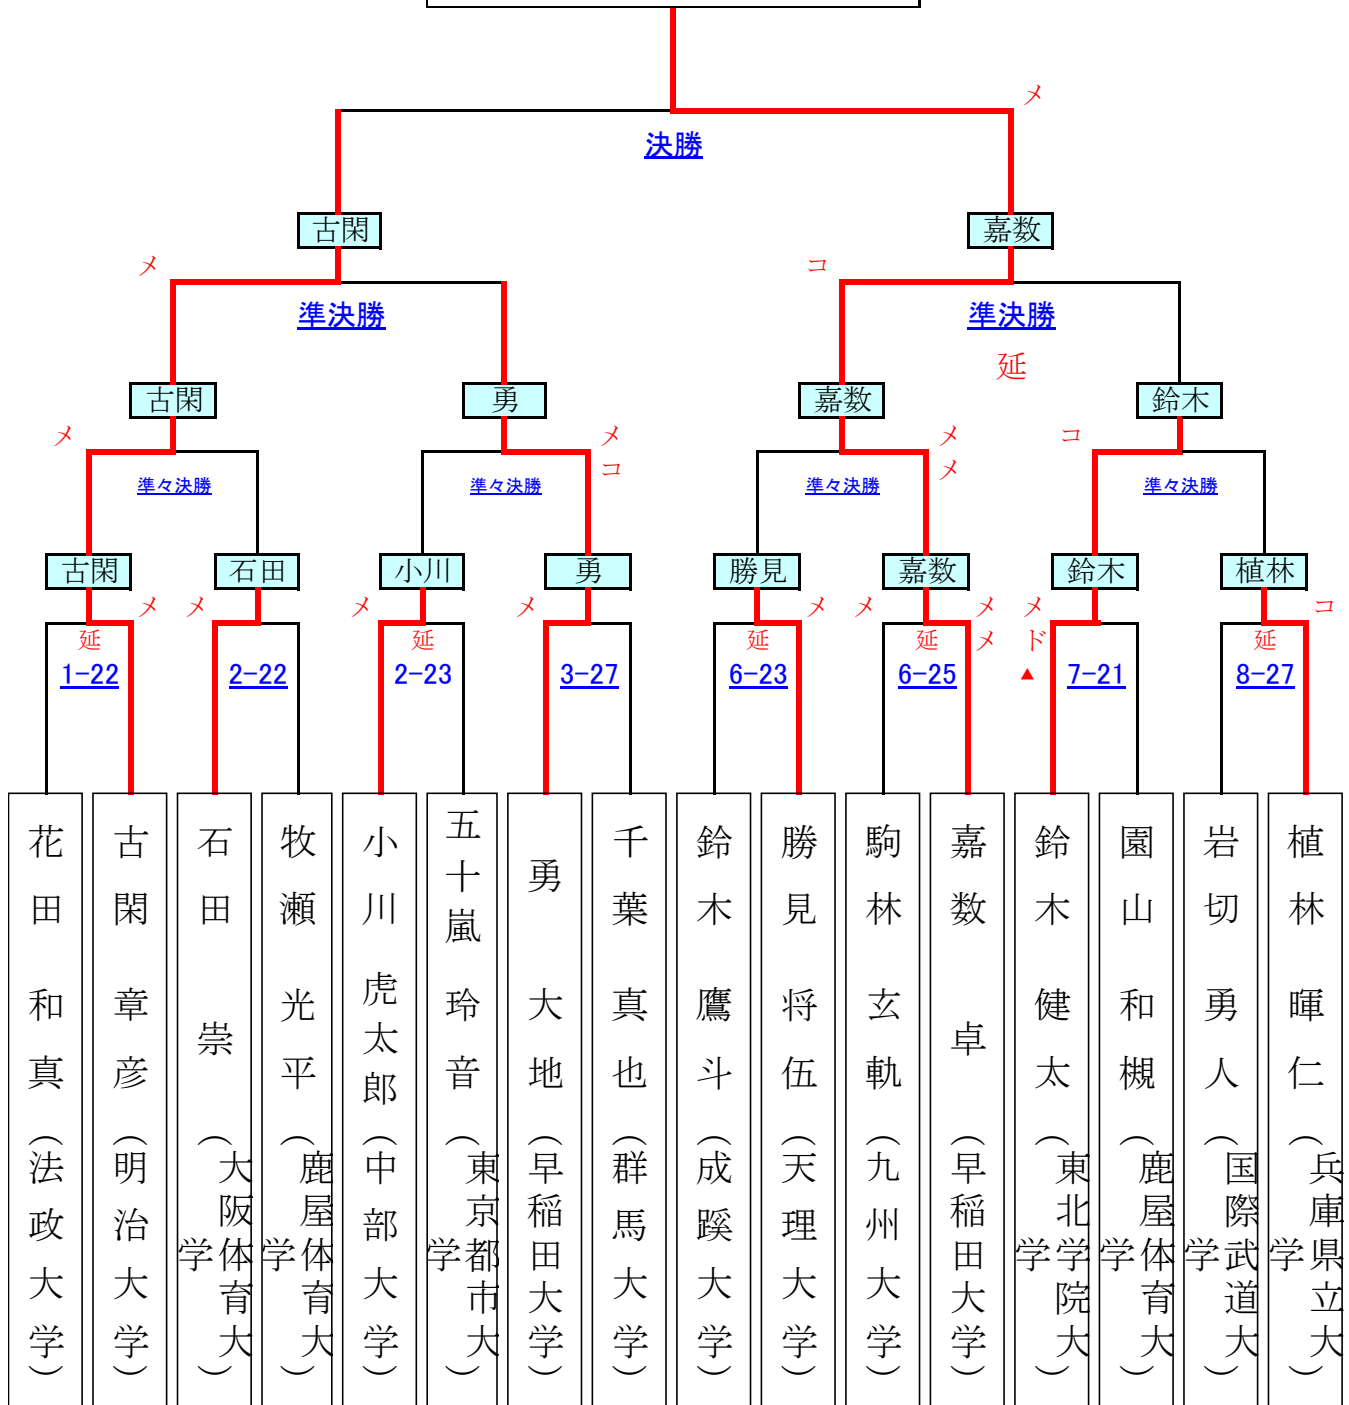 メ
決勝
古閑
嘉数
メ
コ
準決勝
準決勝
延
古閑
勇
嘉数
鈴木
メ
メ
コ
メ
メ
コ
準々決勝
準々決勝
準々決勝
準々決勝
古閑
石田
小川
勇
勝見
嘉数
鈴木
植林
メ
メ
メ
メ
メ
メ
メ
メ
メ
ド
▲
コ
延
延
延
延
延
1-22
2-22
2-23
3-27
6-23
6-25
7-21
8-27
花田 和真(法政大学)
古閑 章彦(明治大学)
石田 崇(大阪体育大学)
牧瀬 光平(鹿屋体育大学)
小川 虎太郎(中部大学)
五十嵐 玲音(東京都市大学)
勇 大地(早稲田大学)
千葉 真也(群馬大学)
鈴木 鷹斗(成蹊大学)
勝見 将伍(天理大学)
駒林 玄軌(九州大学)
嘉数 卓(早稲田大学)
鈴木 健太(東北学院大学)
園山 和槻(鹿屋体育大学)
岩切 勇人(国際武道大学)
植林 暉仁(兵庫県立大学)